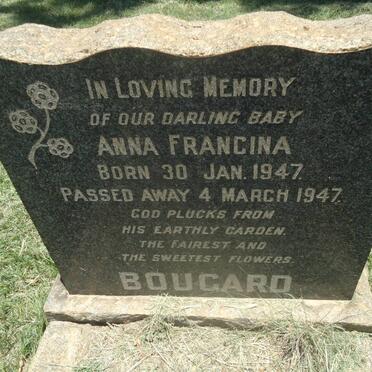 IN LOVING MEMORY
OF OUR DARLING BABY
ANNA FRANCINA
BORN 30 JAN. 1947.
PASSED AWAY 4 MARCH 1947.
GOD PLUCKS FROM
HIS EARTHLY GARDEN.
THE FAIREST AND
THE SWEETEST FLOWERS.
BOUGARD